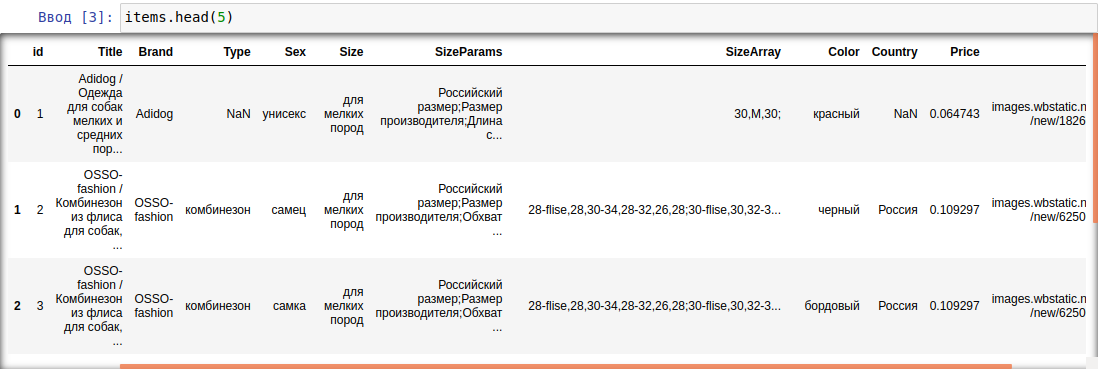 Ввод [3]: items.head(5)
id Title Brand Type Sex Size SizeParams SizeArray Color Country Price
0 1 Adidog / Одежда для собак мелких и средних пор... Adidog NaN унисекс для мелких пород Российский размер;Размер производителя;Длина с... 30,M,30; красный NaN 0.064743 images.wbstatic.n /new/1826
1 2 OSSO-fashion / Комбинезон из флиса для собак, ... OSSO-fashion комбинезон самец для мелких пород Российский размер;Размер производителя;Обхват ... 28-flise,28,30-34,28-32,26,28;30-flise,30,32-3... черный Россия 0.109297 images.wbstatic.n /new/6250
2 3 OSSO-fashion / Комбинезон из флиса для собак, ... OSSO-fashion комбинезон самка для мелких пород Российский размер;Размер производителя;Обхват ... 28-flise,28,30-34,28-32,26,28;30-flise,30,32-3... бордовый Россия 0.109297 images.wbstatic.n /new/6250